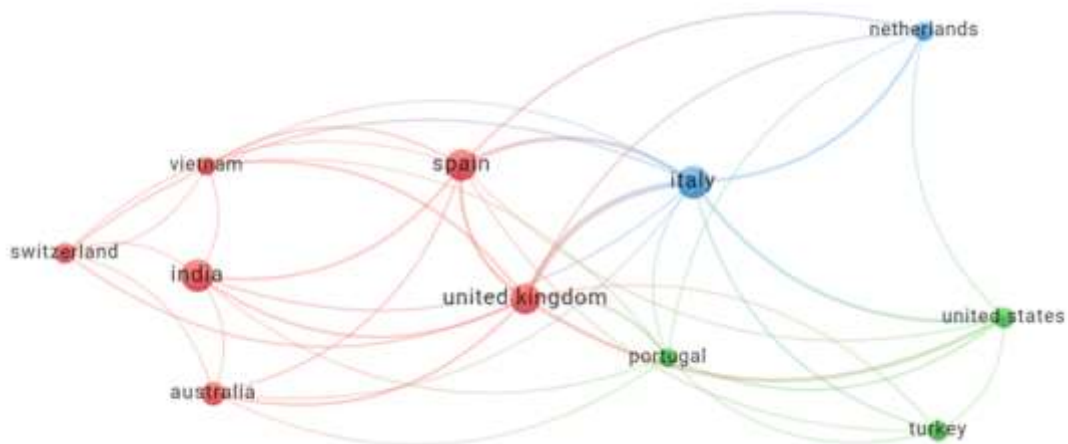 netherlands
vietnam
spain
italy
switzerland
india
united kingdom
united states
portugal
australia
turkey